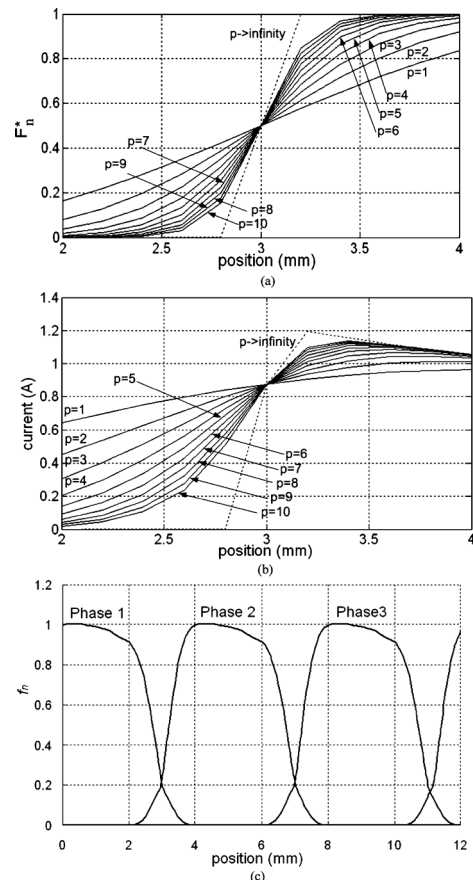 1.0
p->infinity
0.8
p=3
p=2
p=1
p=4
p=5
p=6
0.6
F*n
0.4
p=7
p=9
0.2
p=8
p=10
0
2 2.5 3 3.5 4
position (mm)
(a)
1.4
1.2
p->infinity
1.0
0.8
p=5
current (A)
p=1
0.6
p=2
p=6
0.4
p=3
p=7
p=4
p=8
0.2
p=9
p=10
0
2 2.5 3 3.5 4
position (mm)
(b)
1.2
Phase 1 Phase 2 Phase3
1
0.8
fn
0.6
0.4
0.2
0
0 2 4 6 8 10 12
position (mm)
(c)